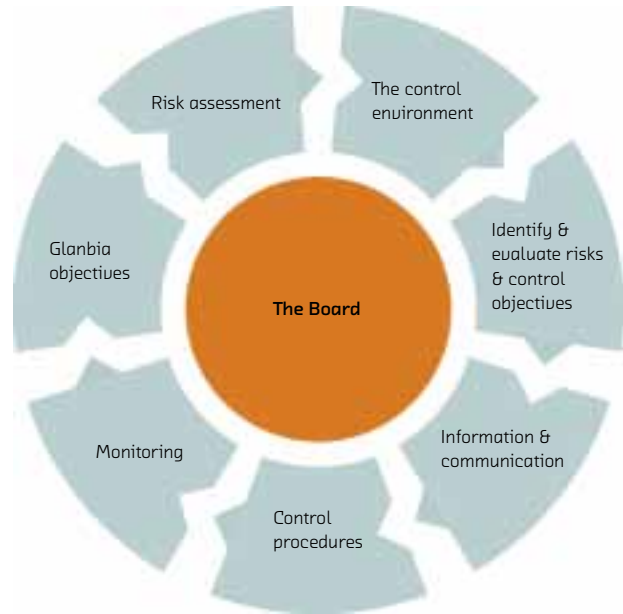 Risk assessment
The control
environment
Glanbia
objectives
Identify &
evaluate risks
& control
objectives
The Board
Monitoring
Information &
communication
Control
procedures